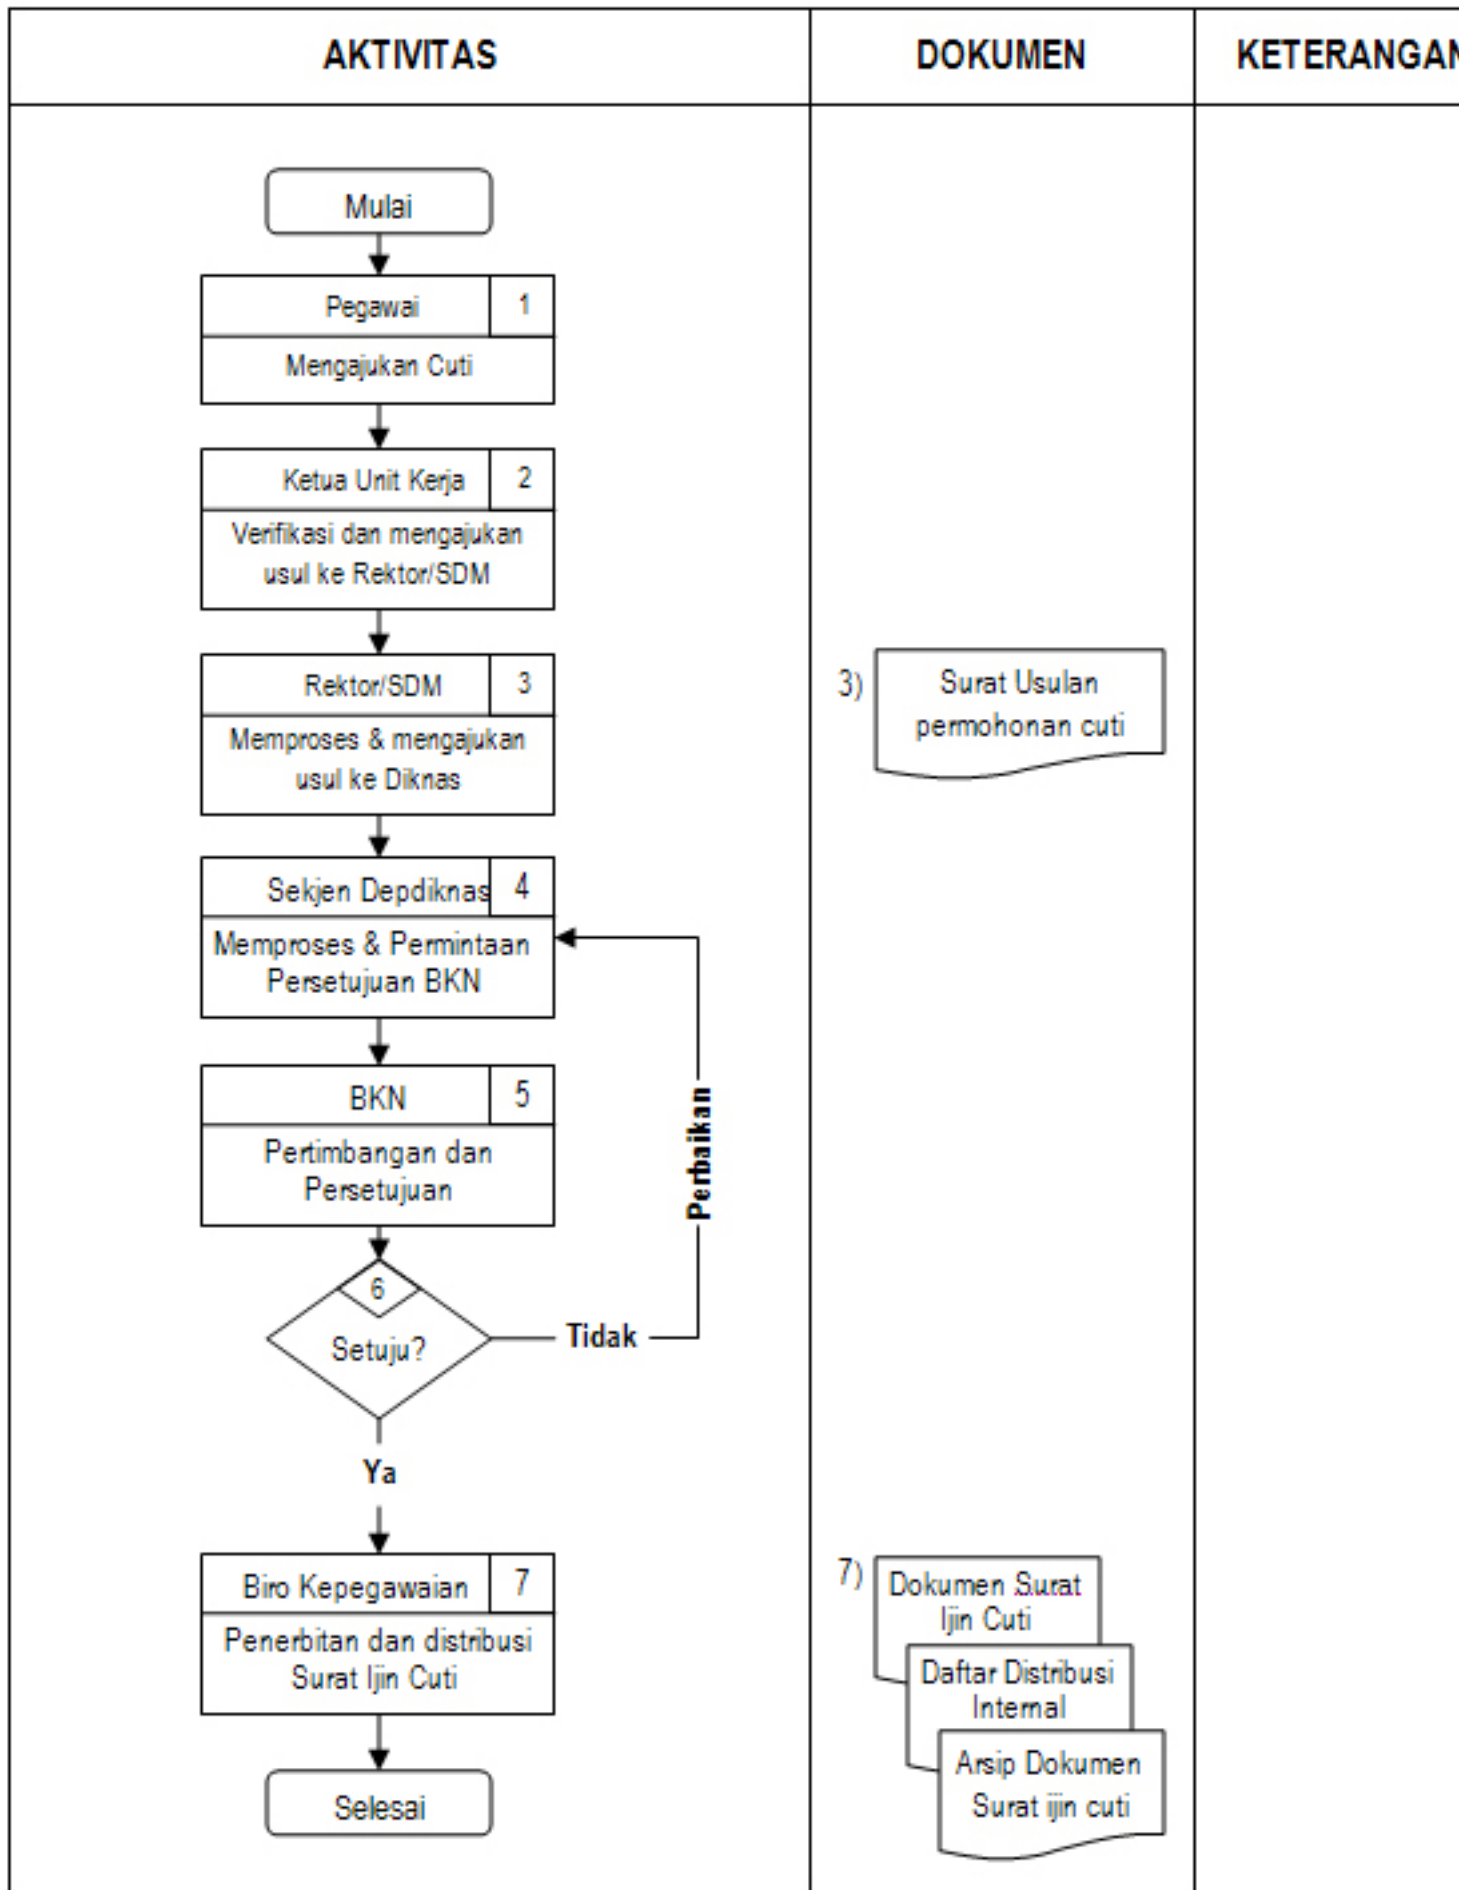 AKTIVITAS
DOKUMEN
KETERANGAN
Mulai
Pegawai
1
Mengajukan Cuti
Ketua Unit Kerja
2
Verifikasi dan mengajukan
usul ke Rektor/SDM
Rektor/SDM
3
Memproses & mengajukan
usul ke Diknas
3)
Surat Usulan
permohonan cuti
Sekjen Depdiknas
4
Memproses & Permintaan
Persetujuan BKN
BKN
5
Pertimbangan dan
Persetujuan
Perbaikan
6
Setuju?
Tidak
Ya
Biro Kepegawaian
7
Penerbitan dan distribusi
Surat Ijin Cuti
7)
Dokumen Surat
Ijin Cuti
Daftar Distribusi
Internal
Arsip Dokumen
Surat ijin cuti
Selesai